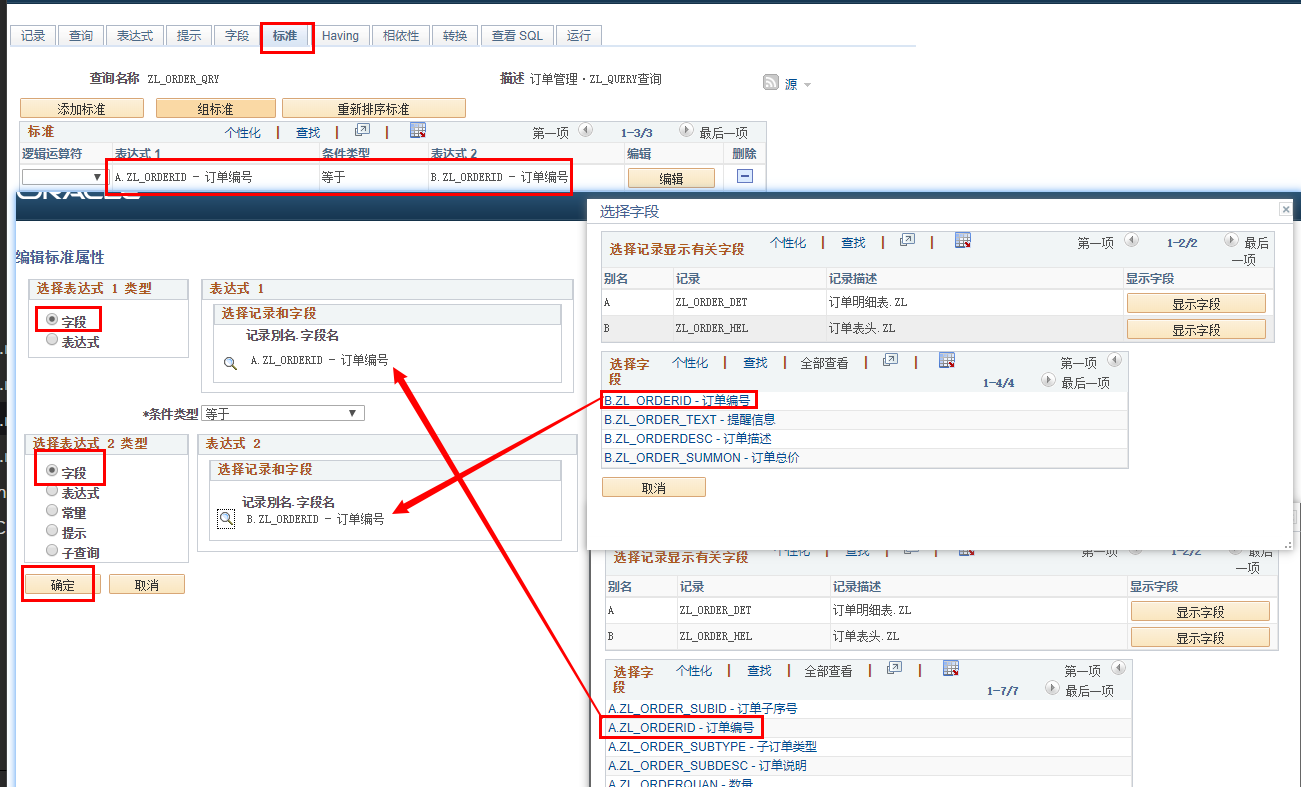 记录 查询 表达式 提示 字段 标准 Having 相依性 转换 查看 SQL 运行
查询名称 ZL_ORDER_QRY 描述 订单管理·ZL_QUERY查询 源
添加标准 组标准 重新排序标准
标准 个性化 | 查找 | | 第一项 1-3/3 最后一项
逻辑运算符 表达式 1 条件类型 表达式 2 编辑 删除
A.ZL_ORDERID - 订单编号 等于 B.ZL_ORDERID - 订单编号 编辑
ORACLE
编辑标准属性
选择表达式 1 类型
字段
表达式
表达式 1
选择记录和字段
记录别名.字段名
A.ZL_ORDERID - 订单编号
*条件类型 等于
选择表达式 2 类型
字段
表达式
常量
提示
子查询
表达式 2
选择记录和字段
记录别名.字段名
B.ZL_ORDERID - 订单编号
确定 取消
选择字段
选择记录显示有关字段 个性化 | 查找 | | 第一项 1-2/2 最后一项
别名 记录 记录描述 显示字段
A ZL_ORDER_DET 订单明细表.ZL 显示字段
B ZL_ORDER_HEL 订单表头.ZL 显示字段
选择字段 个性化 | 查找 | 全部查看 | | 第一项 1-4/4 最后一项
B.ZL_ORDERID - 订单编号
B.ZL_ORDER_TEXT - 提醒信息
B.ZL_ORDERDESC - 订单描述
B.ZL_ORDER_SUMMON - 订单总价
取消
选择记录显示有关字段 个性化 | 查找 | | 第一项 1-2/2 最后一项
别名 记录 记录描述 显示字段
A ZL_ORDER_DET 订单明细表.ZL 显示字段
B ZL_ORDER_HEL 订单表头.ZL 显示字段
选择字段 个性化 | 查找 | 全部查看 | | 第一项 1-7/7 最后一项
A.ZL_ORDER_SUBID - 订单子序号
A.ZL_ORDERID - 订单编号
A.ZL_ORDER_SUBTYPE - 子订单类型
A.ZL_ORDER_SUBDESC - 订单说明
A.ZL_ORDERQUAN - 数量